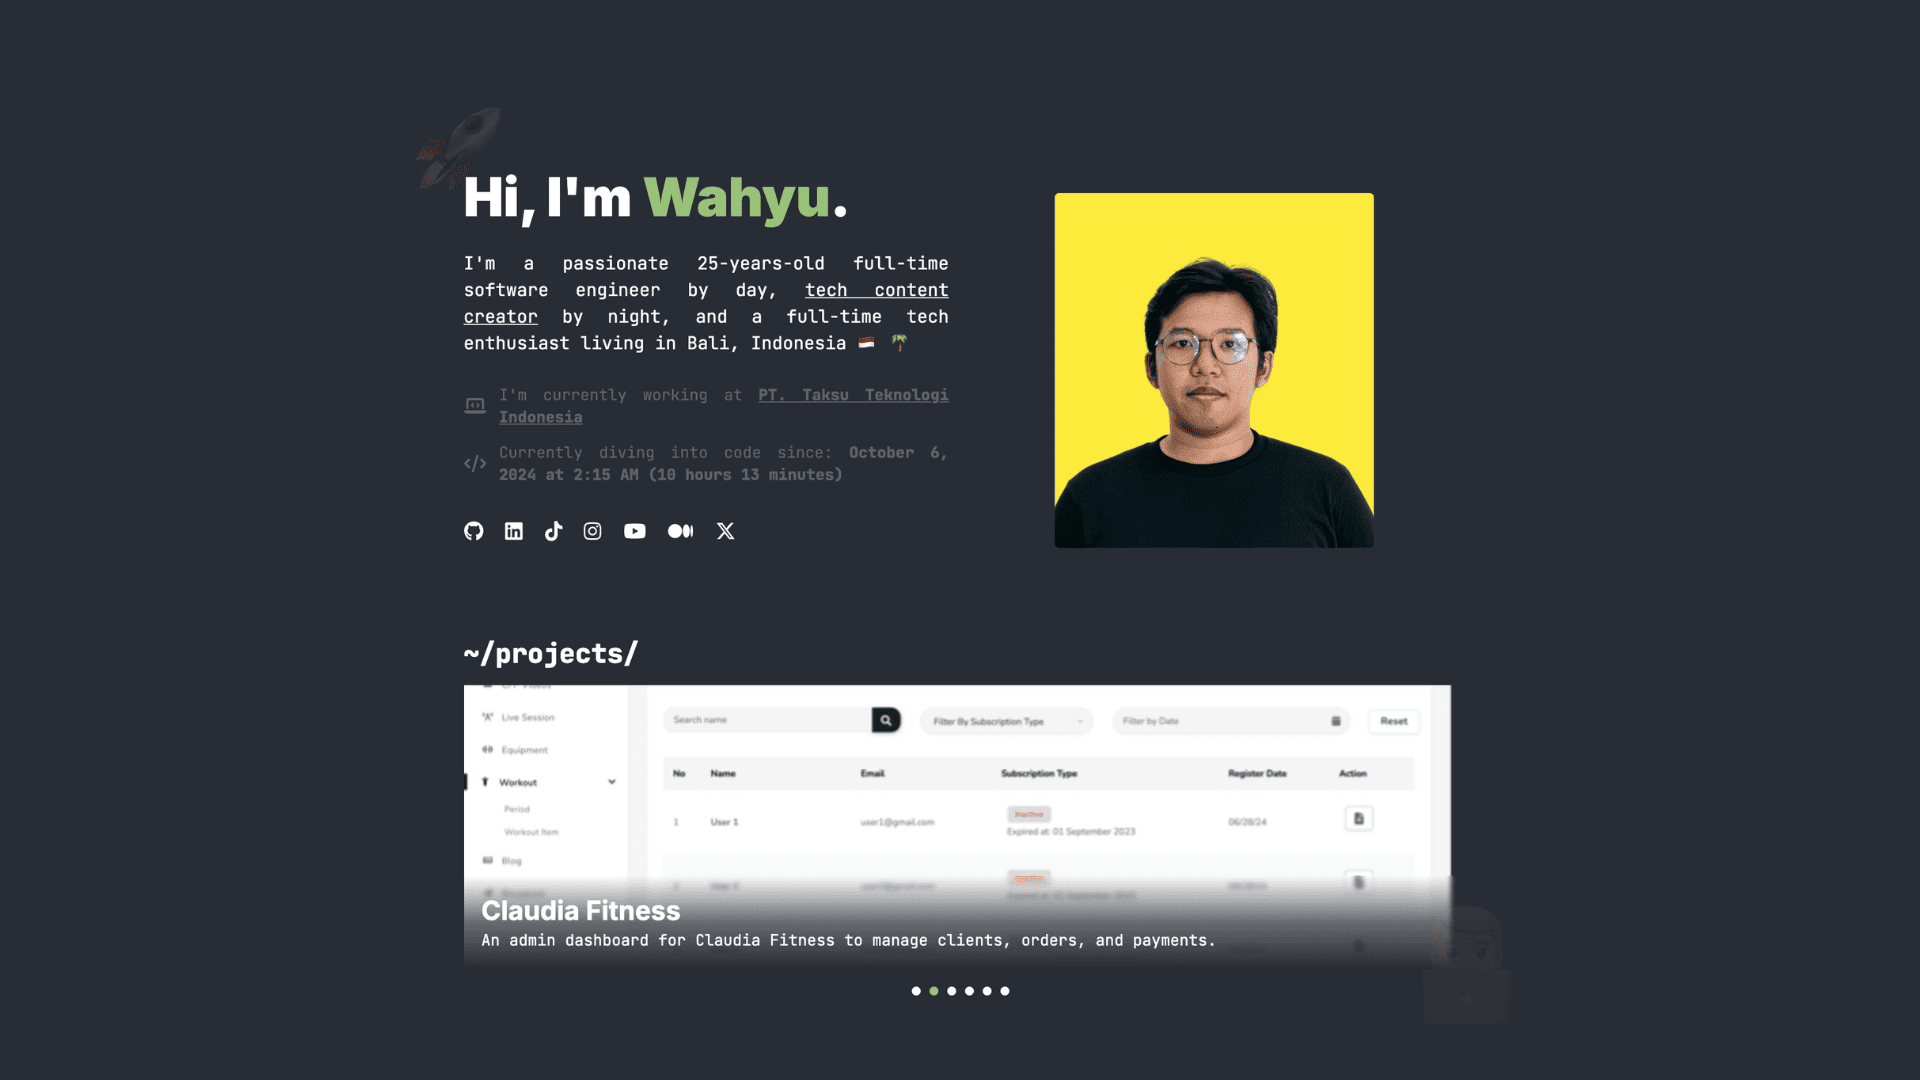 Hi, I'm Wahyu.
I'm a passionate 25-years-old full-time
software engineer by day, tech content
creator by night, and a full-time tech
enthusiast living in Bali, Indonesia 🇮🇩 🌴
I'm currently working at PT. Taksu Teknologi
Indonesia
Currently diving into code since: October 6,
2024 at 2:15 AM (10 hours 13 minutes)
~/projects/
Live Session
Equipment
Workout
Period
Workout Item
Blog
Search name
Filter By Subscription Type
Filter by Date
Reset
No Name Email Subscription Type Register Date Action
1 User 1 user1@gmail.com Inactive 06/28/24
Expired at: 01 September 2023
Claudia Fitness
An admin dashboard for Claudia Fitness to manage clients, orders, and payments.